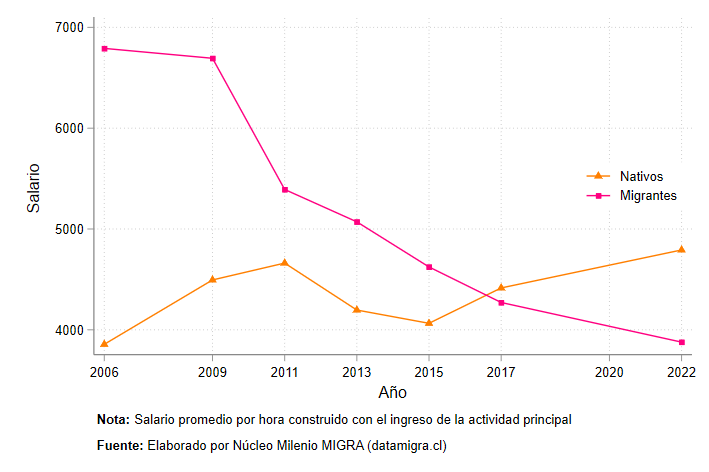 7000
6000
5000
4000
Salario
Nativos
Migrantes
2006 2009 2011 2013 2015 2017 2020 2022
Año
Nota: Salario promedio por hora construido con el ingreso de la actividad principal
Fuente: Elaborado por Núcleo Milenio MIGRA (datamigra.cl)